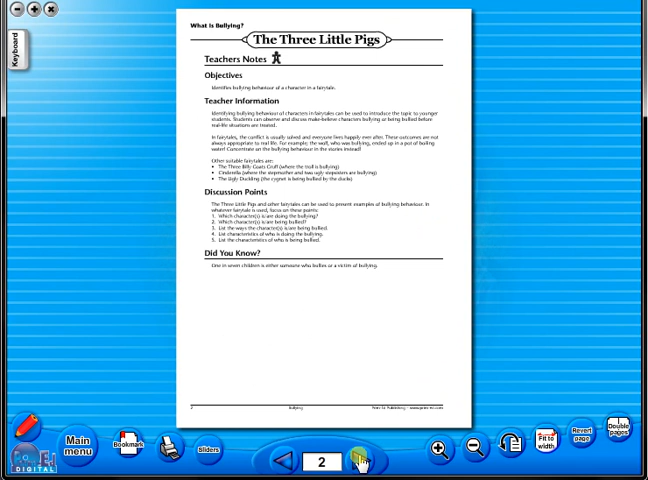 Keyboard
What Is Bullying?
The Three Little Pigs
Teachers Notes
Objectives
Identifies bullying behaviour of a character in a fairytale.
Teacher Information
Identifying bullying behaviour of characters in fairytales can be used to introduce the topic to younger
students. Students can observe and discuss make-believe characters bullying or being bullied before
real-life situations are treated.
In fairytales, the conflict is usually solved and everyone lives happily ever after. These outcomes are not
always appropriate to real life. For example; the wolf, who was bullying, ended up in a pot of boiling
water! Concentrate on the bullying behaviour in the stories instead!
Other suitable fairytales are:
• The Three Billy Goats Gruff (where the troll is bullying)
• Cinderella (where the stepmother and two ugly stepsisters are bullying)
• The Ugly Duckling (the cygnet is being bullied by the ducks)
Discussion Points
The Three Little Pigs and other fairytales can be used to present examples of bullying behaviour. In
whatever fairytale is used, focus on these points:
1. Which character(s) is/are doing the bullying?
2. Which character(s) is/are being bullied?
3. List the ways the character(s) is/are being bullied.
4. List characteristics of who is doing the bullying.
5. List the characteristics of who is being bullied.
Did You Know?
One in seven children is either someone who bullies or a victim of bullying.
2 Bullying Prim-Ed Publishing
Main
menu
Bookmark
Sliders
2
Fit to
width
Revert
page
Double
pages
DIGITAL